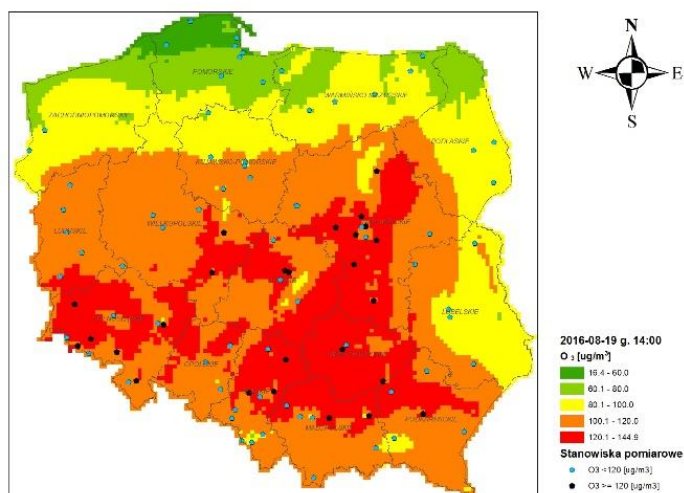 N
W
E
S
POMORSKIE
WARMIŃSKO-MAZURSKIE
ZACHODNIOPOMORSKIE
PODLASKIE
KUJAWSKO-POMORSKIE
WIELKOPOLSKIE
LUBUSKIE
LUBELSKIE
OPOLSKIE
PODKARPACKIE
2016-08-19 g. 14:00
O 3 [ug/m³]
16.4 - 60.0
60.1 - 80.0
80.1 - 100.0
100.1 - 120.0
120.1 - 144.9
Stanowiska pomiarowe
O3 <120 [ug/m3]
O3 >= 120 [ug/m3]